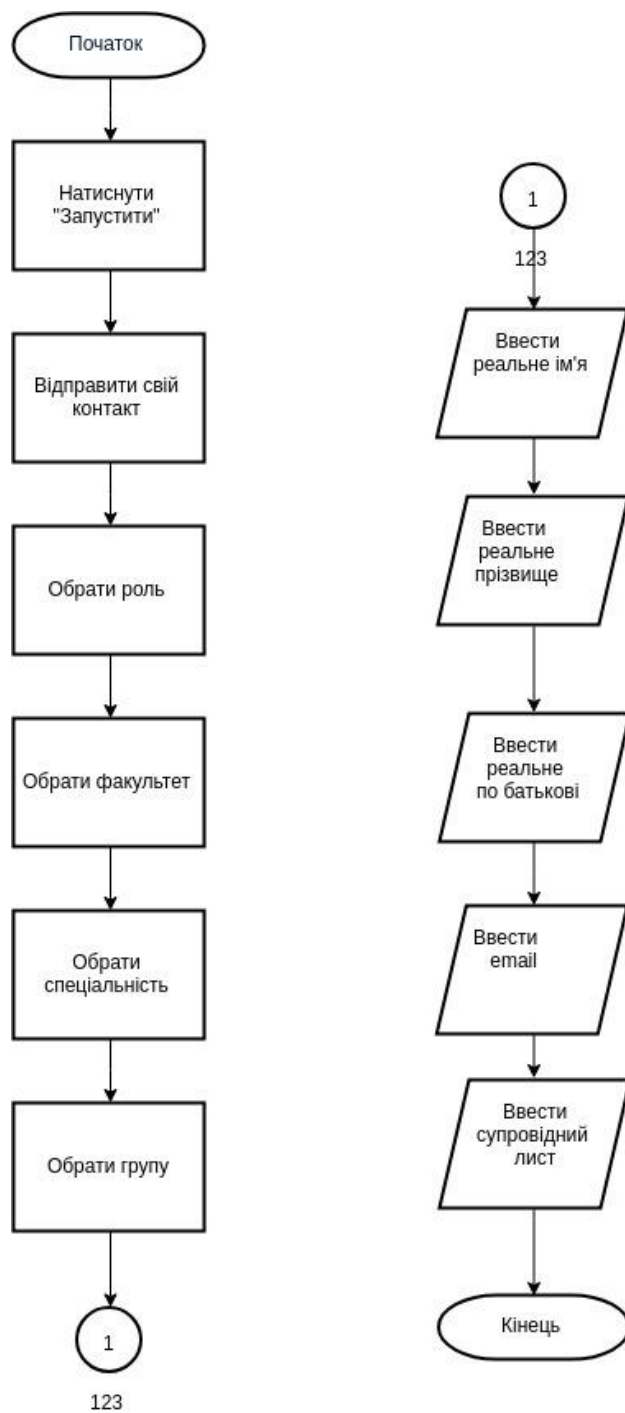 Початок
Натиснути
"Запустити"
Відправити свій
контакт
Обрати роль
Обрати факультет
Обрати
спеціальність
Обрати групу
1
123
1
123
Ввести
реальне ім'я
Ввести
реальне
прізвище
Ввести
реальне
по батькові
Ввести
email
Ввести
супровідний
лист
Кінець